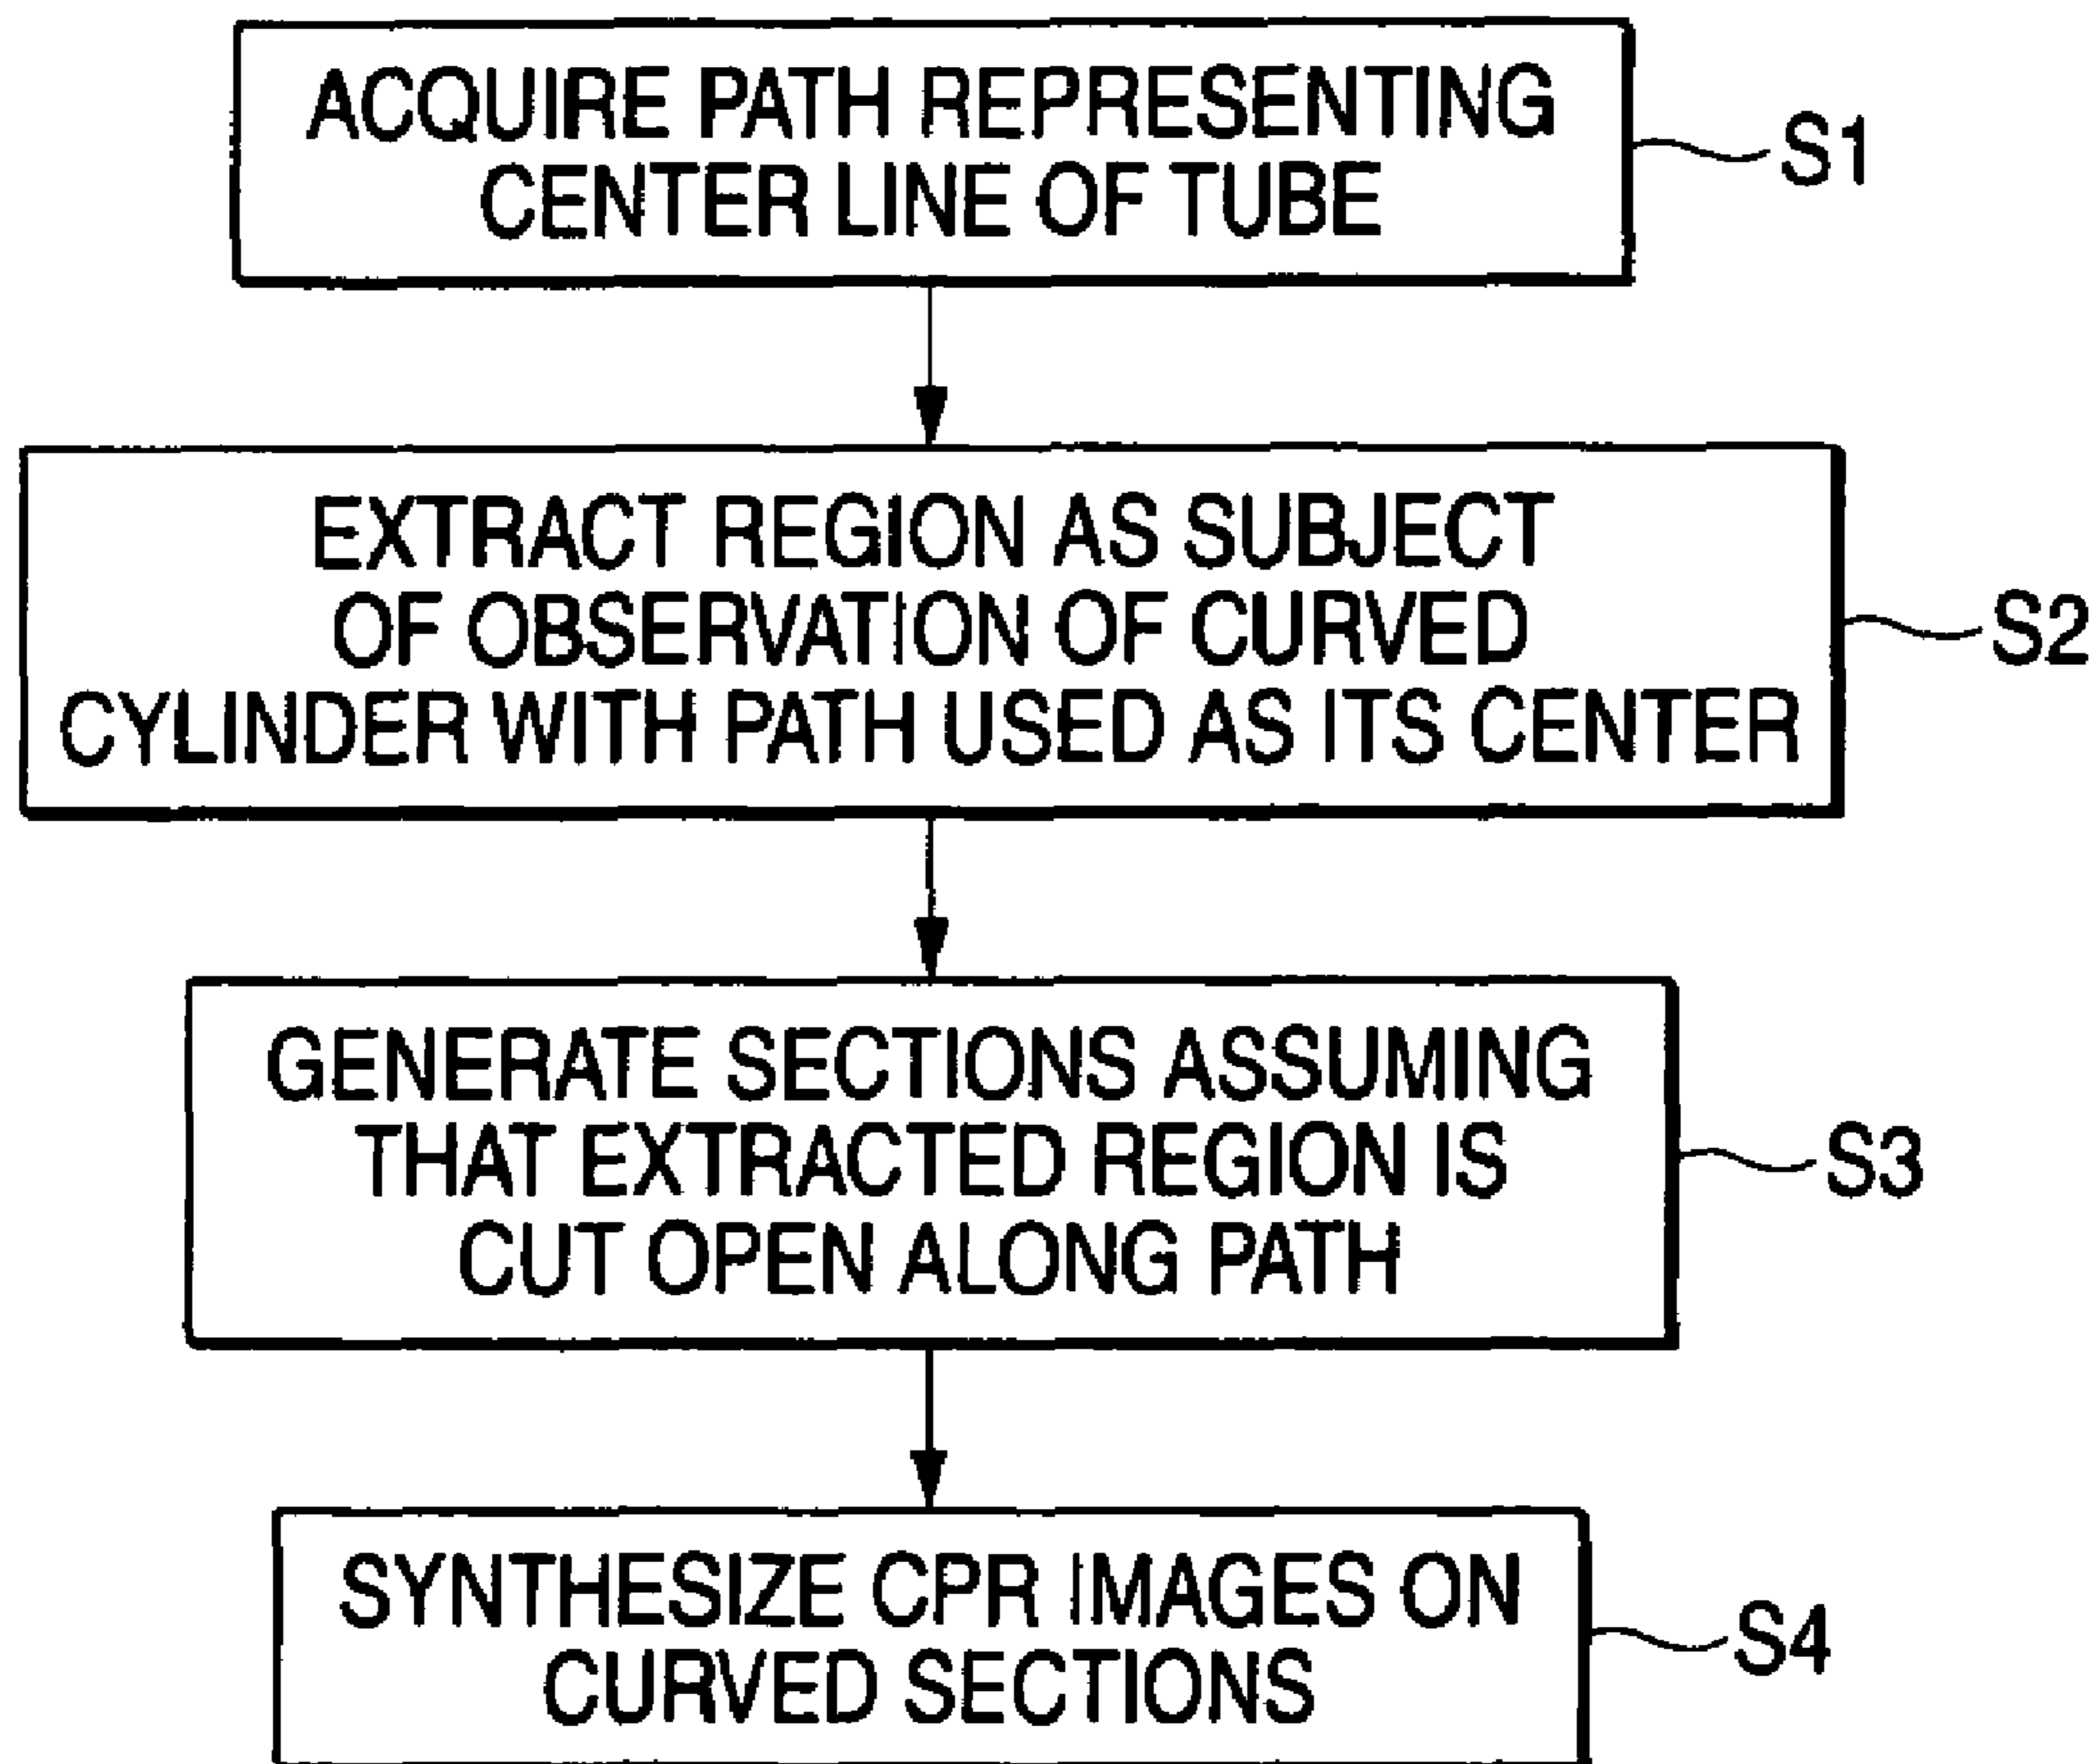 ACQUIRE PATH REPRESENTING
CENTER LINE OF TUBE
S1
EXTRACT REGION AS SUBJECT
OF OBSERVATION OF CURVED
CYLINDER WITH PATH USED AS ITS CENTER
S2
GENERATE SECTIONS ASSUMING
THAT EXTRACTED REGION IS
CUT OPEN ALONG PATH
S3
SYNTHESIZE CPR IMAGES ON
CURVED SECTIONS
S4